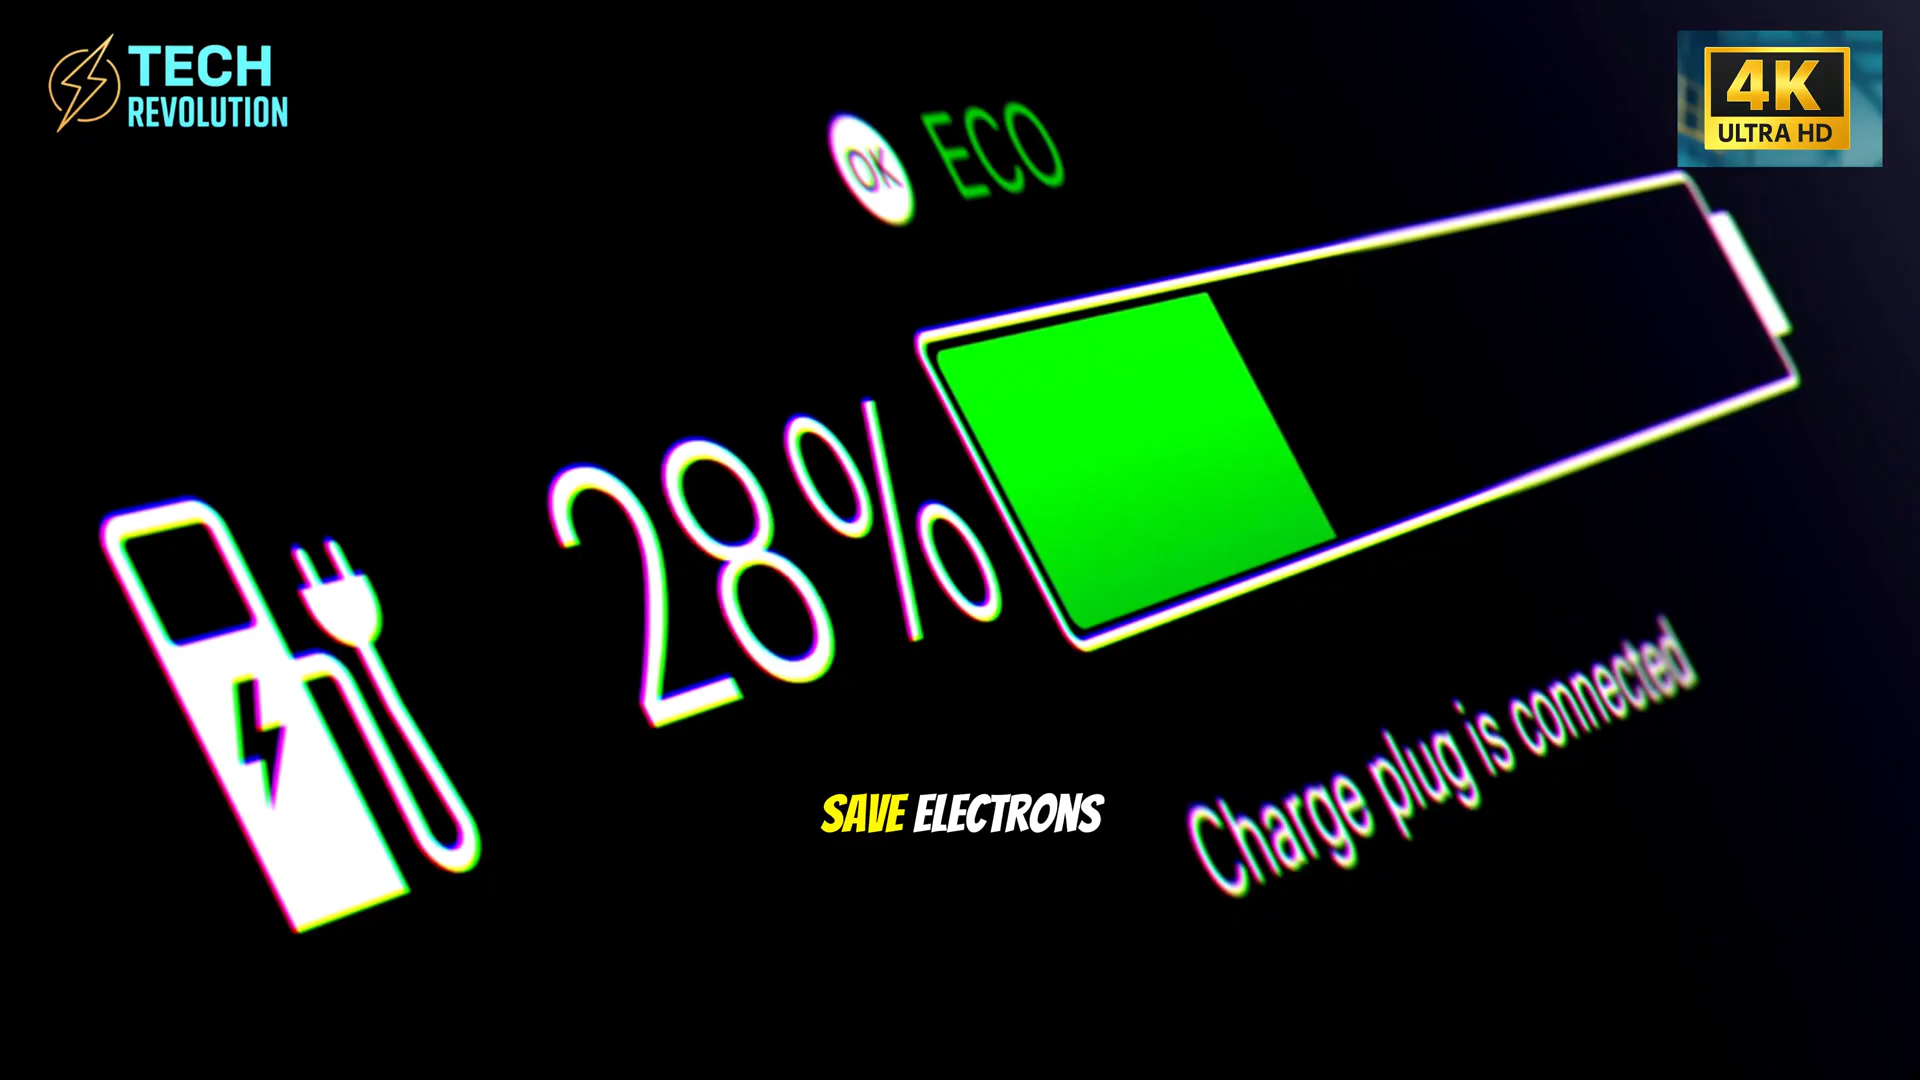 TECH
REVOLUTION
4K
ULTRA HD
OK ECO
28%
SAVE ELECTRONS
Charge plug is connected